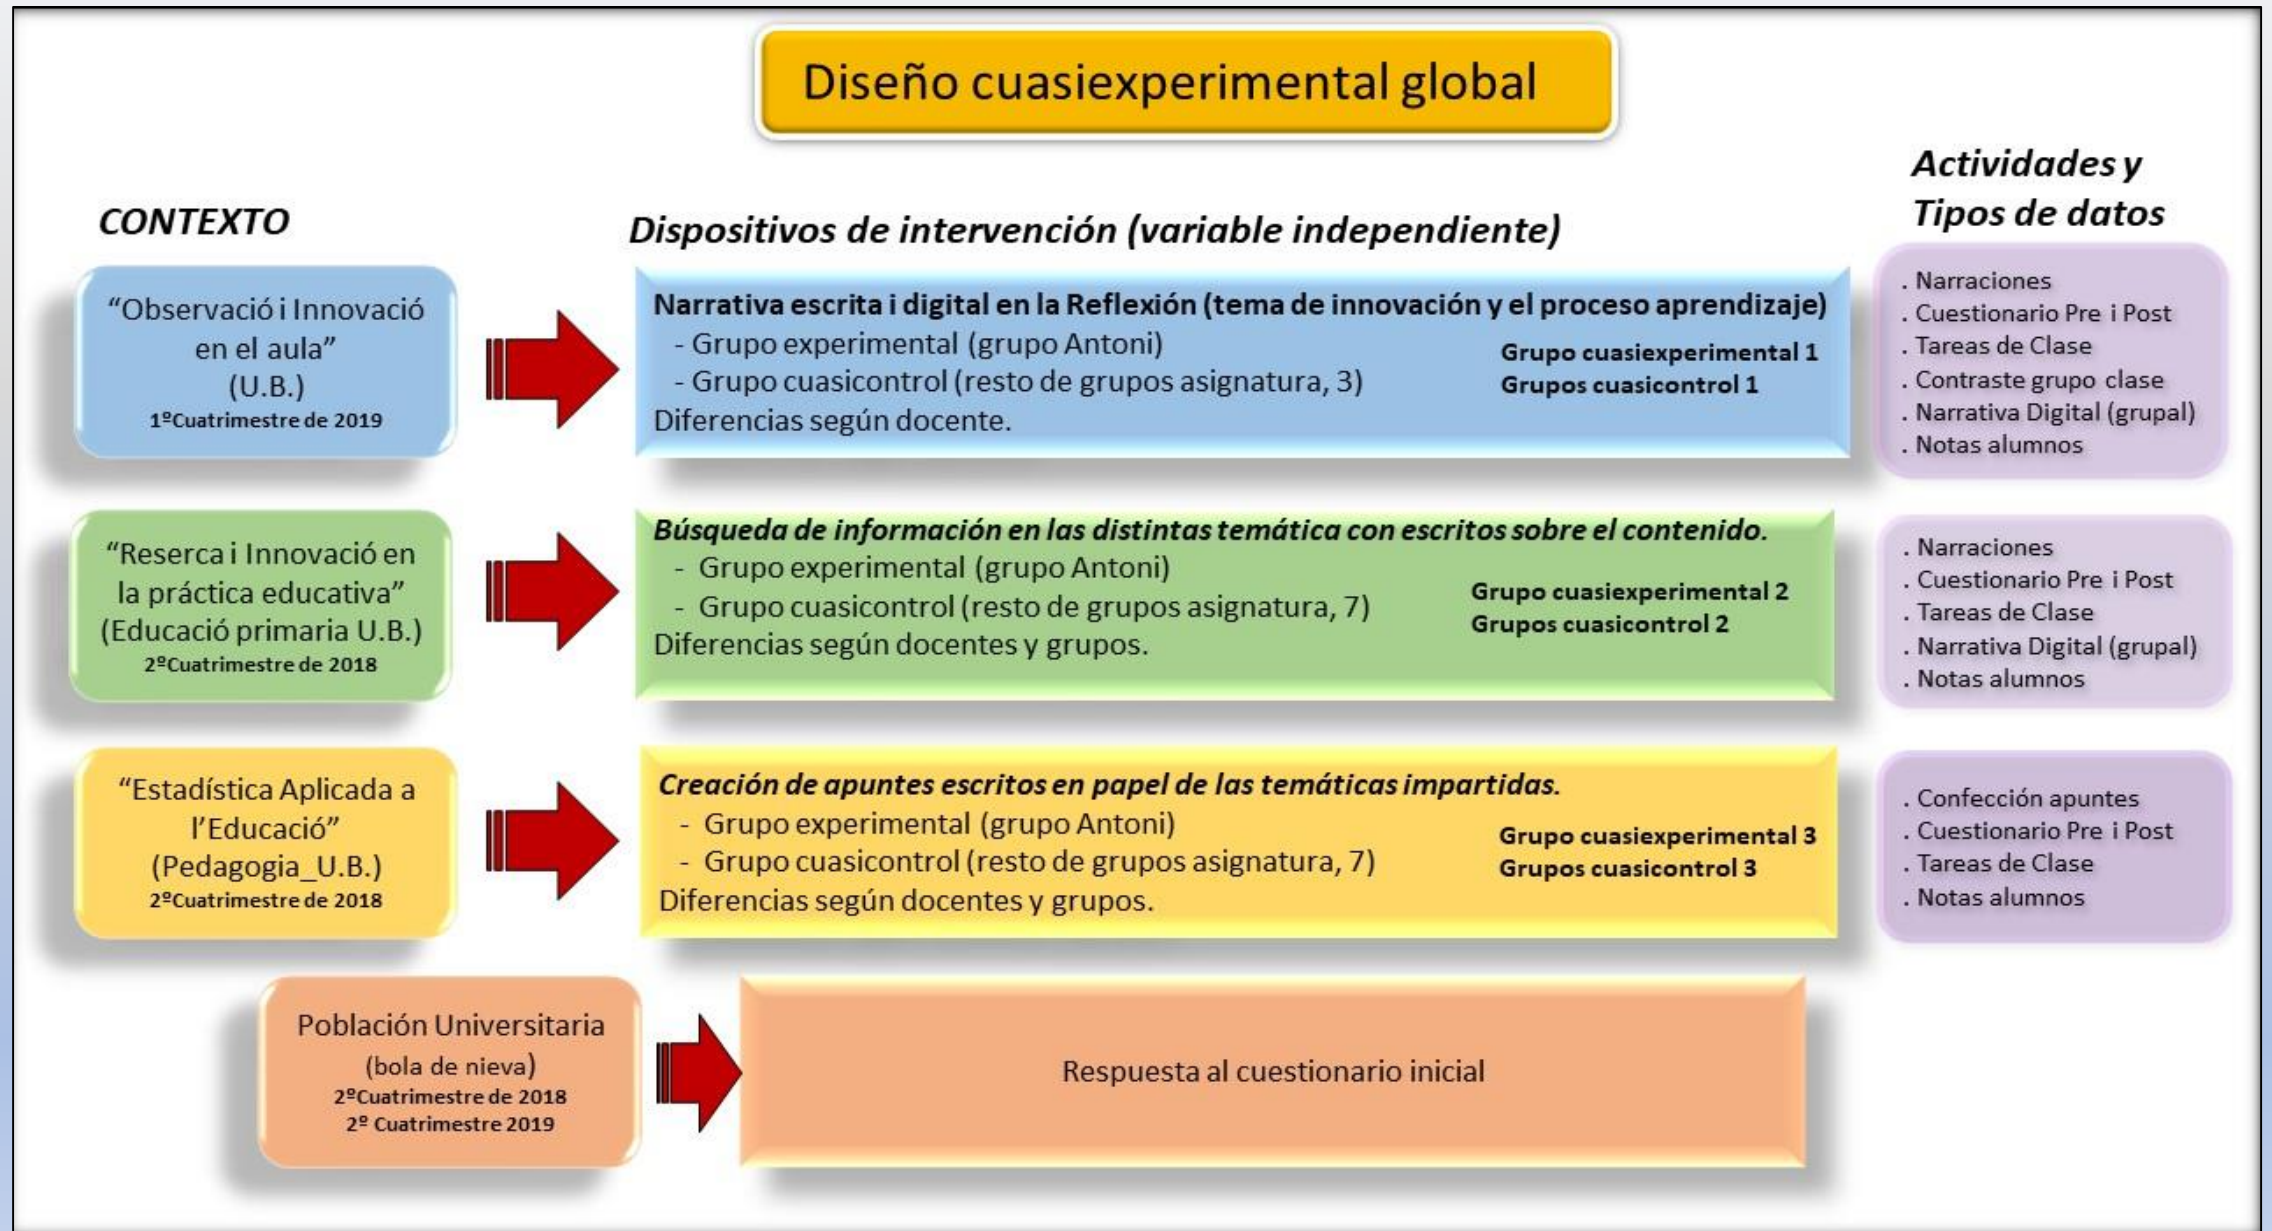 Diseño cuasiexperimental global
CONTEXTO
Dispositivos de intervención (variable independiente)
Actividades y
Tipos de datos
“Observació i Innovació
en el aula”
(U.B.)
1ºCuatrimestre de 2019
Narrativa escrita i digital en la Reflexión (tema de innovación y el proceso aprendizaje)
- Grupo experimental (grupo Antoni)
- Grupo cuasicontrol (resto de grupos asignatura, 3)
Diferencias según docente.
Grupo cuasiexperimental 1
Grupos cuasicontrol 1
. Narraciones
. Cuestionario Pre i Post
. Tareas de Clase
. Contraste grupo clase
. Narrativa Digital (grupal)
. Notas alumnos
“Reserca i Innovació en
la práctica educativa”
(Educació primaria U.B.)
2ºCuatrimestre de 2018
Búsqueda de información en las distintas temática con escritos sobre el contenido.
- Grupo experimental (grupo Antoni)
- Grupo cuasicontrol (resto de grupos asignatura, 7)
Diferencias según docentes y grupos.
Grupo cuasiexperimental 2
Grupos cuasicontrol 2
. Narraciones
. Cuestionario Pre i Post
. Tareas de Clase
. Narrativa Digital (grupal)
. Notas alumnos
“Estadística Aplicada a
l’Educació”
(Pedagogia_U.B.)
2ºCuatrimestre de 2018
Creación de apuntes escritos en papel de las temáticas impartidas.
- Grupo experimental (grupo Antoni)
- Grupo cuasicontrol (resto de grupos asignatura, 7)
Diferencias según docentes y grupos.
Grupo cuasiexperimental 3
Grupos cuasicontrol 3
. Confección apuntes
. Cuestionario Pre i Post
. Tareas de Clase
. Notas alumnos
Población Universitaria
(bola de nieva)
2ºCuatrimestre de 2018
2º Cuatrimestre 2019
Respuesta al cuestionario inicial